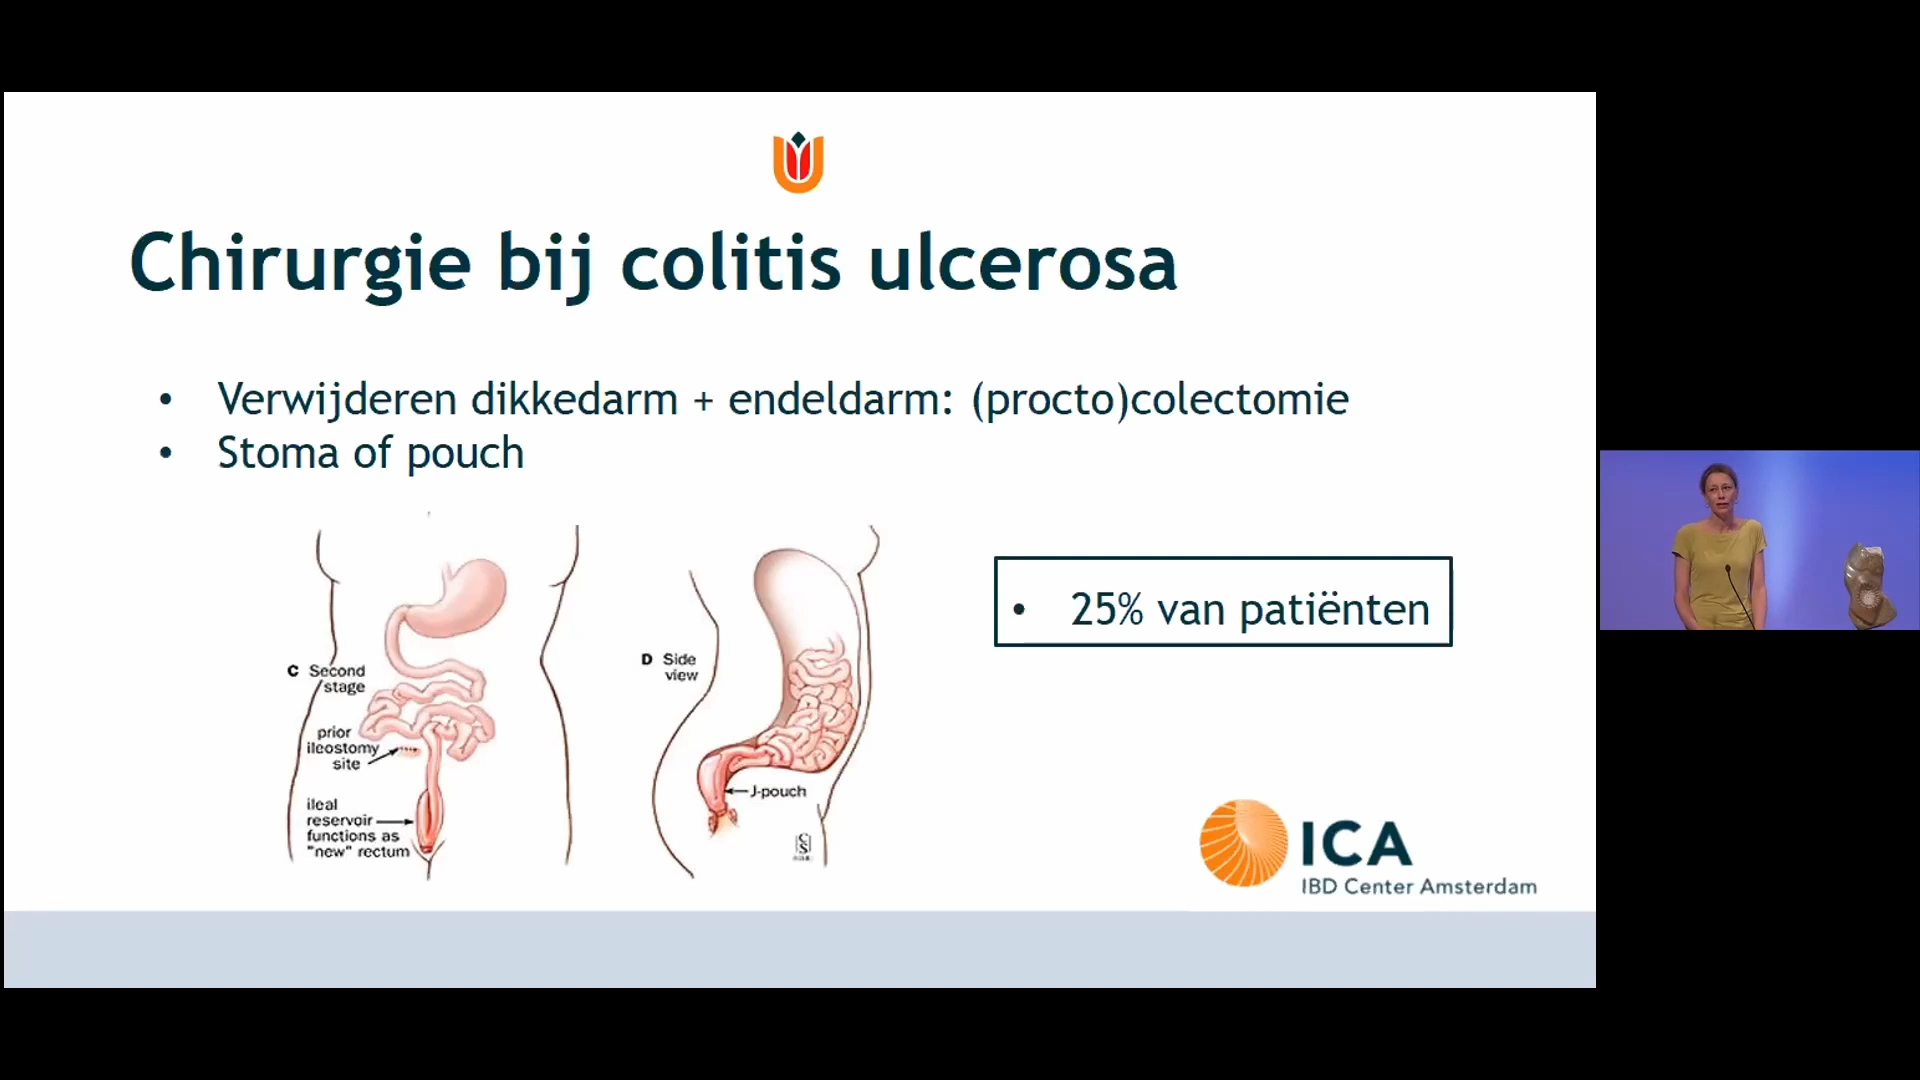 Chirurgie bij colitis ulcerosa
• Verwijderen dikkedarm + endeldarm: (procto)colectomie
• Stoma of pouch
• 25% van patiënten
C Second
stage
prior
ileostomy
site
ileal
reservoir
functions as
"new" rectum
D Side
view
J-pouch
ICA
IBD Center Amsterdam